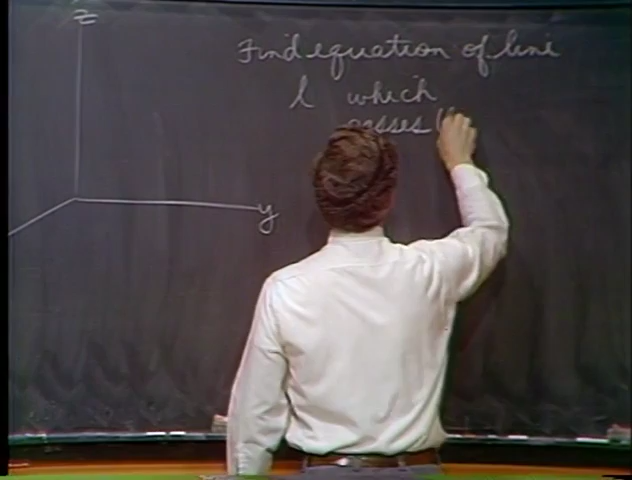 z
Find equation of line
l which
passes
y